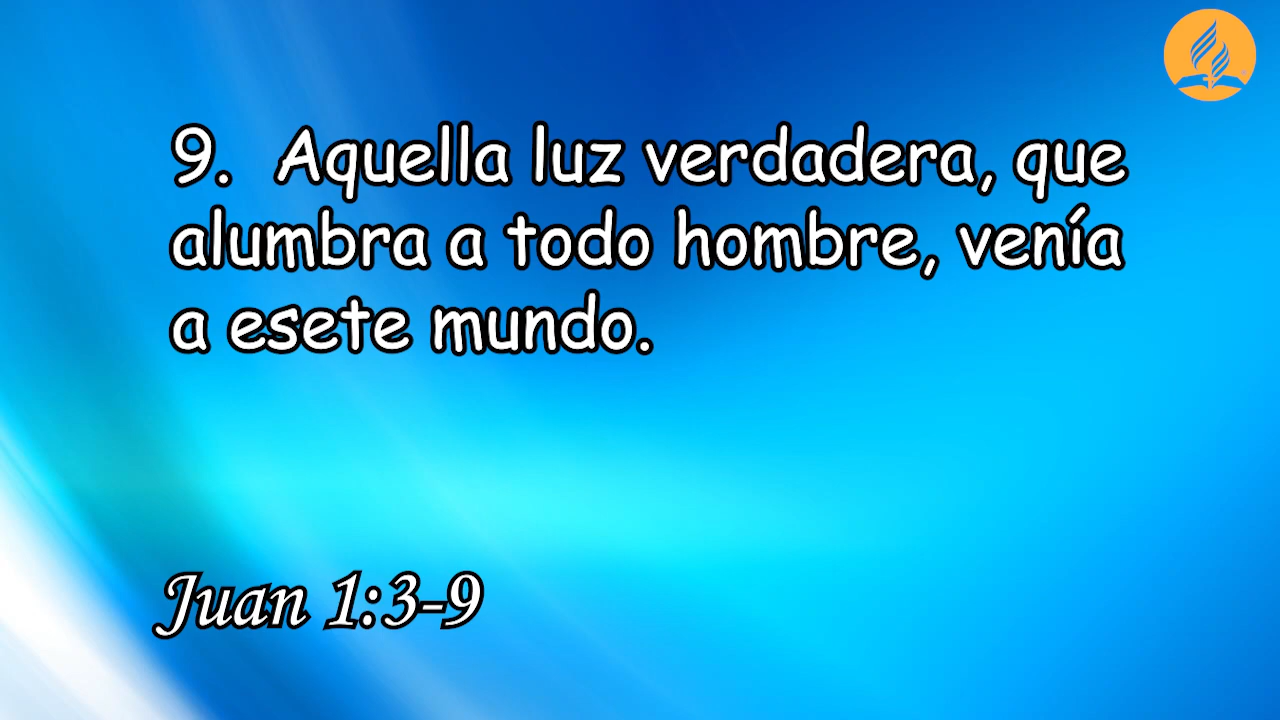 9.  Aquella luz verdadera, que
alumbra a todo hombre, venía
a esete mundo.
Juan 1:3-9